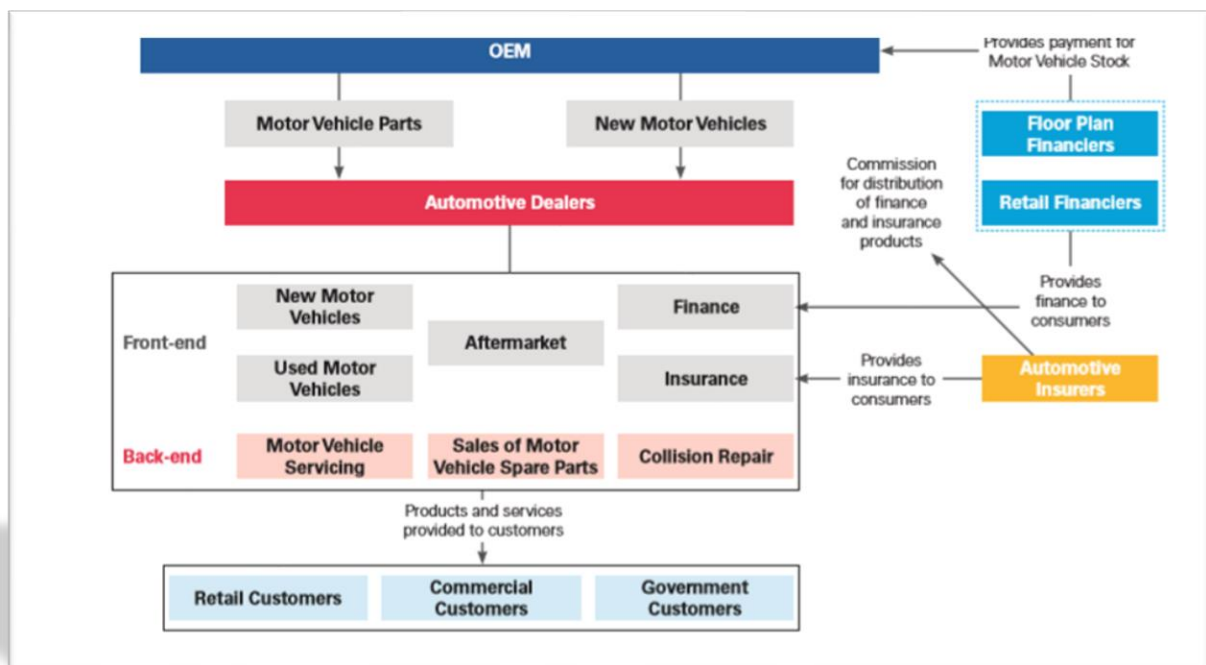 OEM
Provides payment for
Motor Vehicle Stock
Motor Vehicle Parts
New Motor Vehicles
Floor Plan
Financiers
Commission
for distribution
of finance
and insurance
products
Automotive Dealers
Retail Financiers
New Motor
Vehicles
Finance
Provides
finance to
consumers
Front-end
Aftermarket
Used Motor
Vehicles
Insurance
Provides
insurance to
consumers
Automotive
Insurers
Back-end
Motor Vehicle
Servicing
Sales of Motor
Vehicle Spare Parts
Collision Repair
Products and services
provided to customers
Retail Customers
Commercial
Customers
Government
Customers